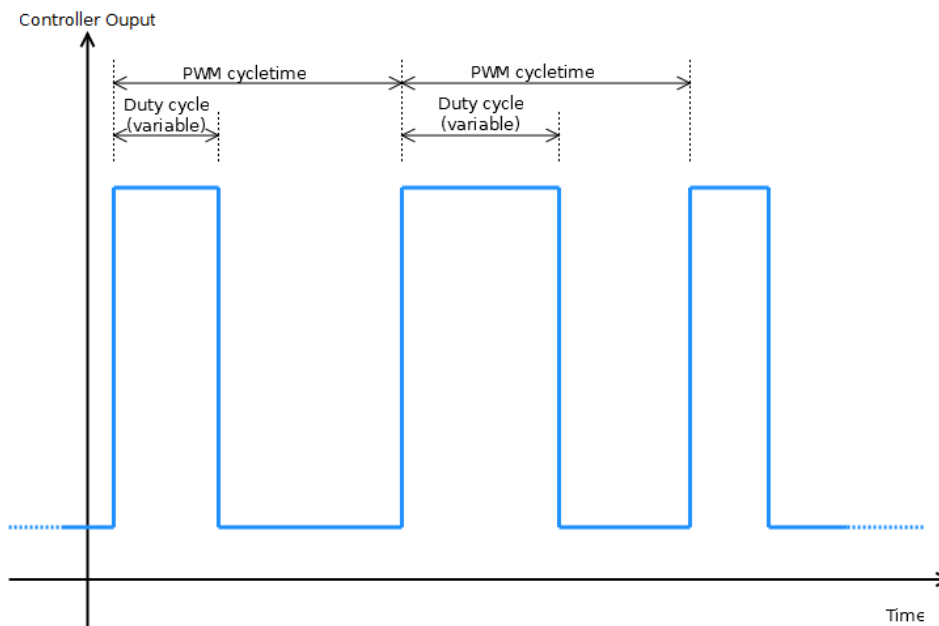 Controller Ouput
PWM cycletime
PWM cycletime
Duty cycle
(variable)
Duty cycle
(variable)
Time